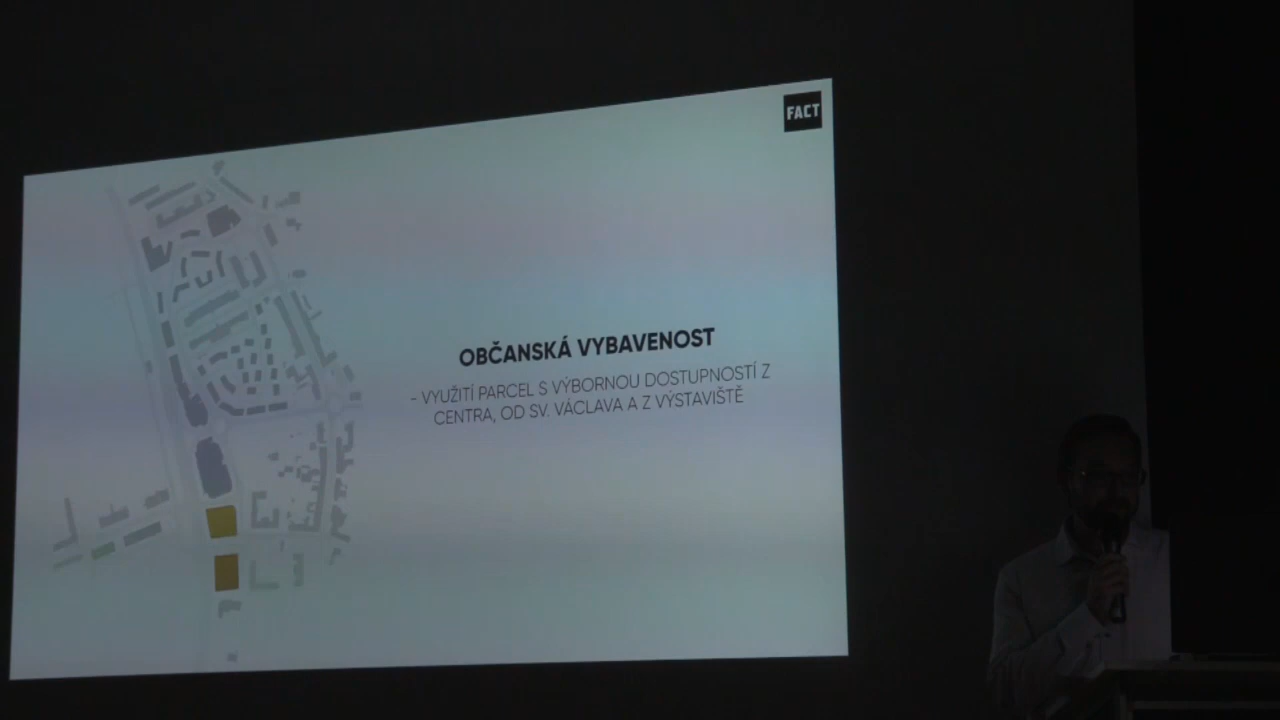 FACT
OBČANSKÁ VYBAVENOST
- VYUŽITÍ PARCEL S VÝBORNOU DOSTUPNOSTÍ Z
CENTRA, OD SV. VÁCLAVA A Z VÝSTAVIŠTĚ